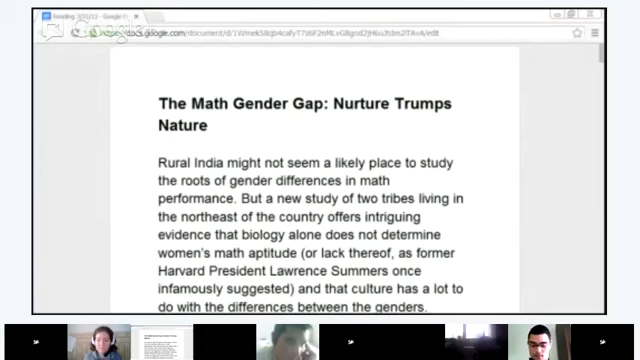 The Math Gender Gap: Nurture Trumps
Nature
Rural India might not seem a likely place to study
the roots of gender differences in math
performance. But a new study of two tribes living in
the northeast of the country offers intriguing
evidence that biology alone does not determine
women's math aptitude (or lack thereof, as former
Harvard President Lawrence Summers once
infamously suggested) and that culture has a lot to
do with the differences between the genders.